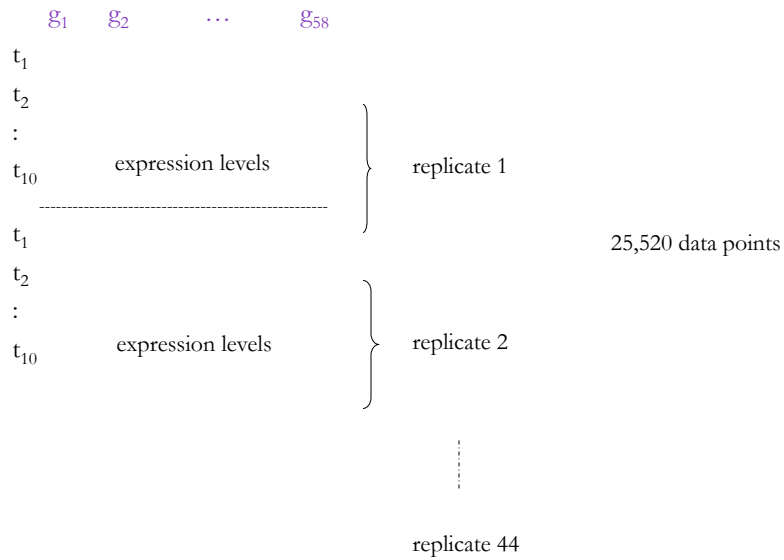 g₁ g₂ … g₅₈
t₁
t₂
:
t₁₀ expression levels replicate 1
t₁
25,520 data points
t₂
:
t₁₀ expression levels replicate 2
replicate 44